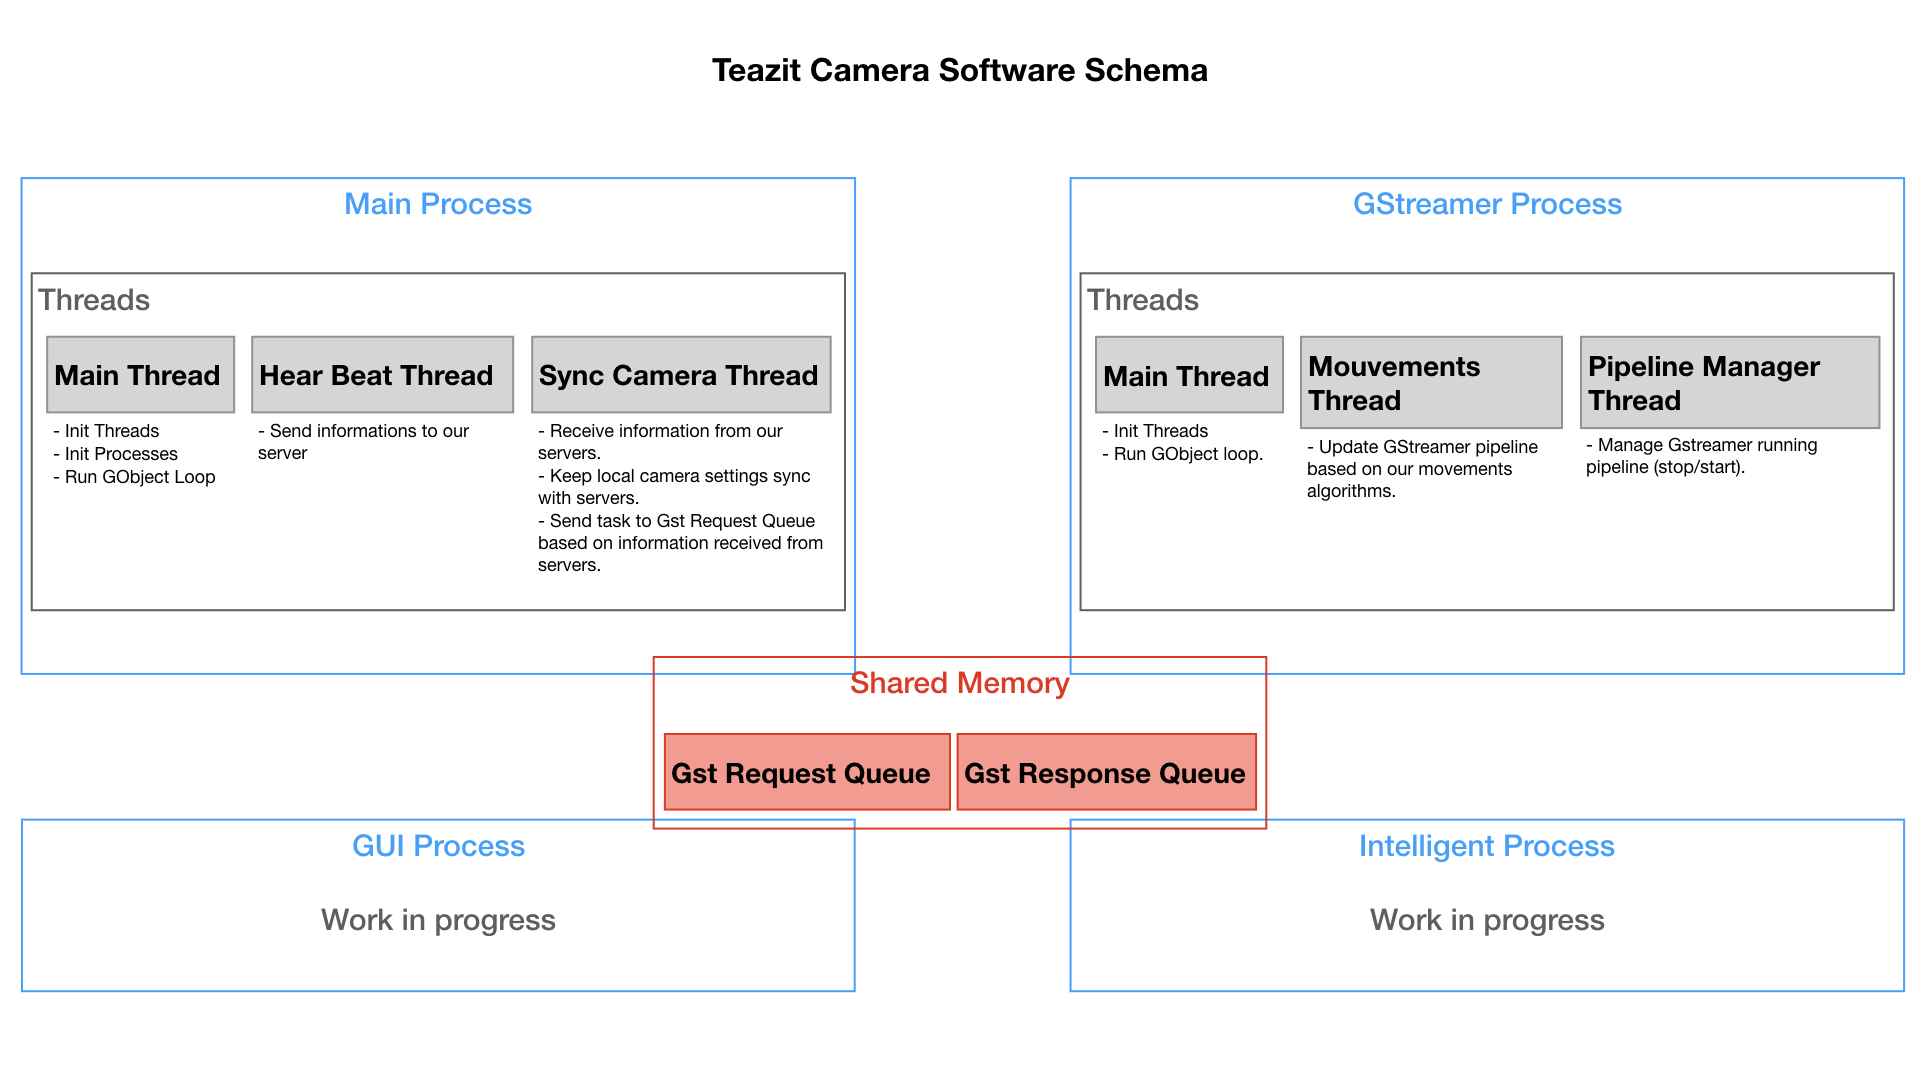 Teazit Camera Software Schema
Main Process
Threads
Main Thread
- Init Threads
- Init Processes
- Run GObject Loop
Hear Beat Thread
- Send informations to our
server
Sync Camera Thread
- Receive information from our
servers.
- Keep local camera settings sync
with servers.
- Send task to Gst Request Queue
based on information received from
servers.
GStreamer Process
Threads
Main Thread
- Init Threads
- Run GObject loop.
Mouvements
Thread
- Update GStreamer pipeline
based on our movements
algorithms.
Pipeline Manager
Thread
- Manage Gstreamer running
pipeline (stop/start).
Shared Memory
Gst Request Queue
Gst Response Queue
GUI Process
Work in progress
Intelligent Process
Work in progress